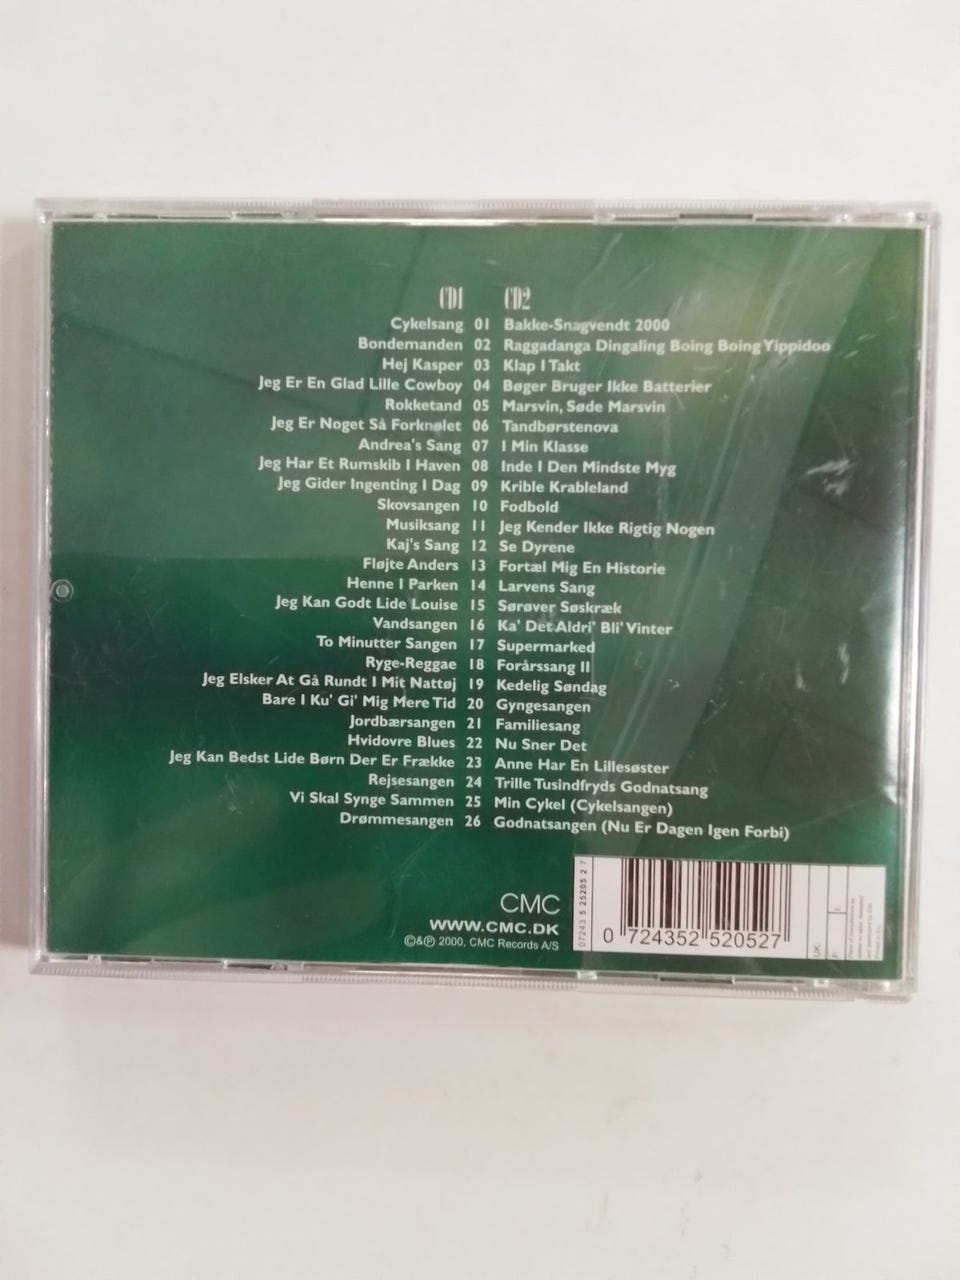 CD1 CD2
Cykelsang 01 Bakke-Snagvendt 2000
Bondemanden 02 Raggadanga Dingaling Boing Boing Yippidoo
Hej Kasper 03 Klap I Takt
Jeg Er En Glad Lille Cowboy 04 Bøger Bruger Ikke Batterier
Rokketand 05 Marsvin, Søde Marsvin
Jeg Er Noget Så Forknølet 06 Tandbørstenova
Andrea's Sang 07 I Min Klasse
Jeg Har Et Rumskib I Haven 08 Inde I Den Mindste Myg
Jeg Gider Ingenting I Dag 09 Krible Krableland
Skovsangen 10 Fodbold
Musiksang 11 Jeg Kender Ikke Rigtig Nogen
Kaj's Sang 12 Se Dyrene
Fløjte Anders 13 Fortæl Mig En Historie
Henne I Parken 14 Larvens Sang
Jeg Kan Godt Lide Louise 15 Sørøver Søskræk
Vandsangen 16 Ka' Det Aldri' Bli' Vinter
To Minutter Sangen 17 Supermarked
Ryge-Reggae 18 Forårssang II
Jeg Elsker At Gå Rundt I Mit Nattøj 19 Kedelig Søndag
Bare I Ku' Gi' Mig Mere Tid 20 Gyngesangen
Jordbærsangen 21 Familiesang
Hvidovre Blues 22 Nu Sner Det
Jeg Kan Bedst Lide Børn Der Er Frække 23 Anne Har En Lillesøster
Rejsesangen 24 Trille Tusindfryds Godnatsang
Vi Skal Synge Sammen 25 Min Cykel (Cykelsangen)
Drømmesangen 26 Godnatsangen (Nu Er Dagen Igen Forbi)
CMC
WWW.CMC.DK
©&℗ 2000, CMC Records A/S
07243 5 25205 2 7
0 724352 520527
UK
F